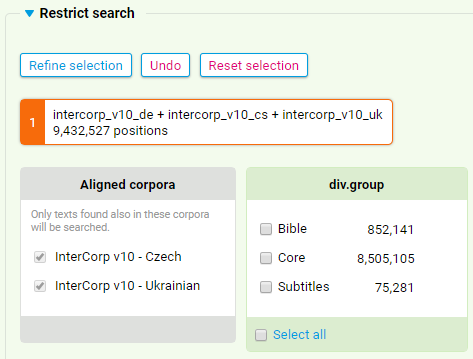 Restrict search
Refine selection
Undo
Reset selection
1
intercorp_v10_de + intercorp_v10_cs + intercorp_v10_uk
9,432,527 positions
Aligned corpora
Only texts found also in these corpora
will be searched.
InterCorp v10 - Czech
InterCorp v10 - Ukrainian
div.group
Bible 852,141
Core 8,505,105
Subtitles 75,281
Select all